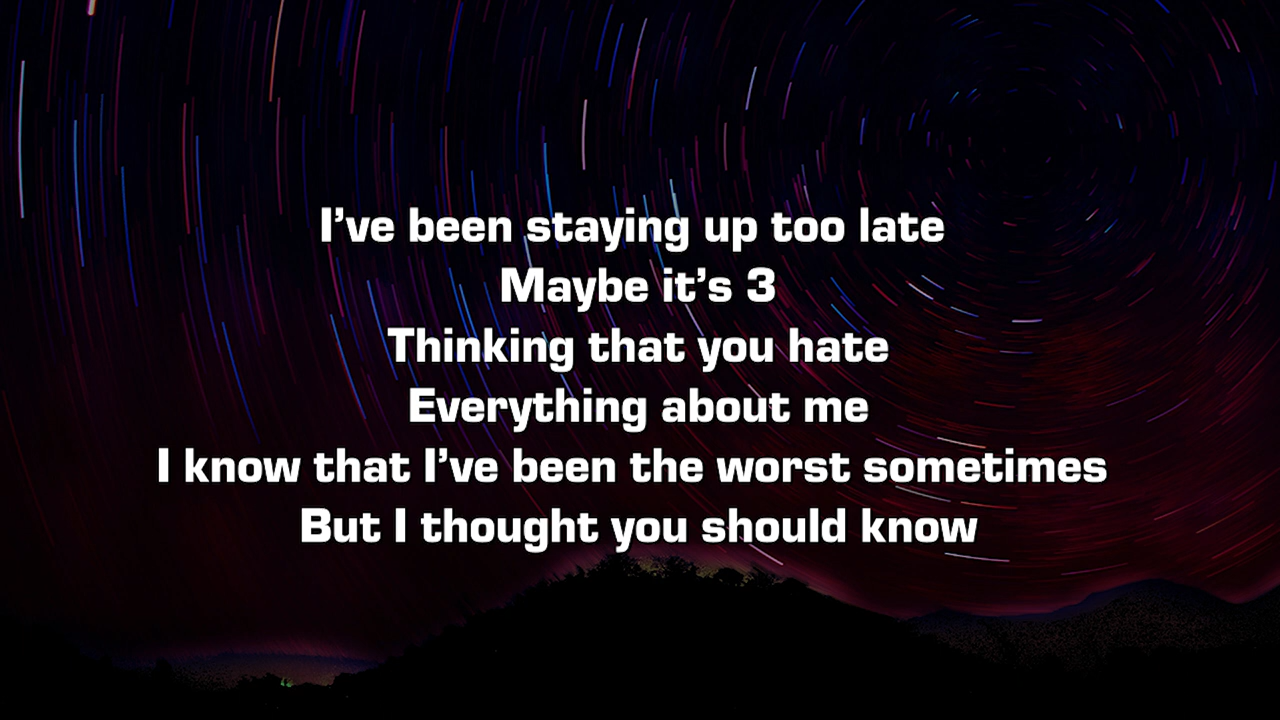 I’ve been staying up too late
Maybe it’s 3
Thinking that you hate
Everything about me
I know that I’ve been the worst sometimes
But I thought you should know